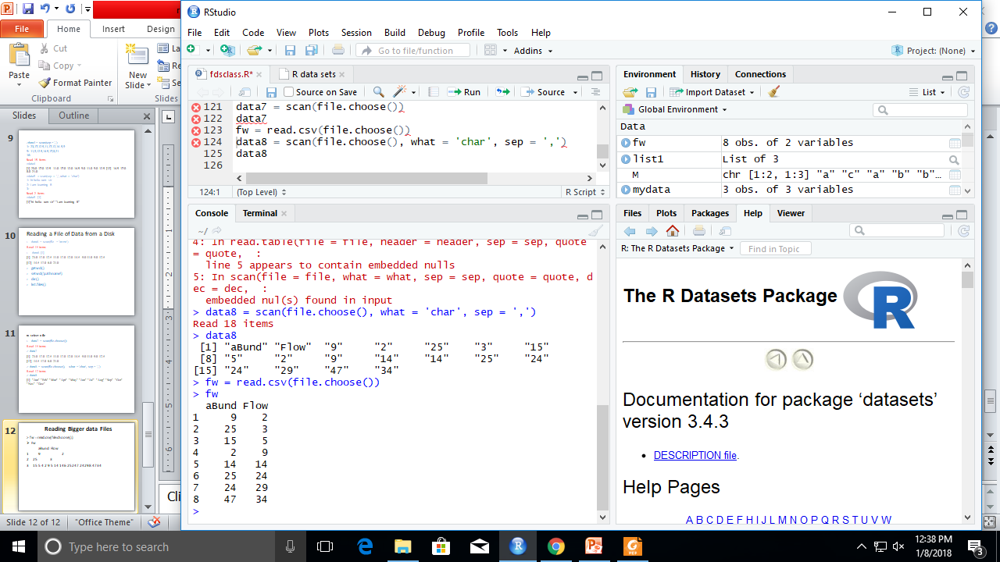 RStudio
File Edit Code View Plots Session Build Debug Profile Tools Help
Go to file/function Addins Project: (None)
File Home Insert Design
Paste Cut
Copy
Format Painter
Clipboard
New
Slide
La
Re
Se
Slides
Slides Outline
9
10
Reading a File of Data from a Disk
11
12
Reading Bigger data Files
Slide 12 of 12 "Office Theme"
Cli
fdsclass.R* R data sets
Source on Save Run Source
121 data7 = scan(file.choose())
122 data7
123 fw = read.csv(file.choose())
124 data8 = scan(file.choose(), what = 'char', sep = ',')
125 data8
126
124:1 (Top Level) R Script
Console Terminal
~/
4: In read.table(file = file, header = header, sep = sep, quote
= quote, :
line 5 appears to contain embedded nulls
5: In scan(file = file, what = what, sep = sep, quote = quote, d
ec = dec, :
embedded nul(s) found in input
> data8 = scan(file.choose(), what = 'char', sep = ',')
Read 18 items
> data8
[1] "aBund" "Flow" "9" "2" "25" "3" "15"
[8] "5" "2" "9" "14" "14" "25" "24"
[15] "24" "29" "47" "34"
> fw = read.csv(file.choose())
> fw
aBund Flow
1 9 2
2 25 3
3 15 5
4 2 9
5 14 14
6 25 24
7 24 29
8 47 34
>
Environment History Connections
Import Dataset List
Global Environment
Data
fw 8 obs. of 2 variables
list1 List of 3
M chr [1:2, 1:3] "a" "c" "a" "b" "b"…
mydata 3 obs. of 3 variables
Files Plots Packages Help Viewer
R: The R Datasets Package Find in Topic
The R Datasets Package
R
Documentation for package ‘datasets’
version 3.4.3
DESCRIPTION file.
Help Pages
A B C D E F H I J L M N O P Q R S T U V W
Type here to search
12:38 PM
1/8/2018
3